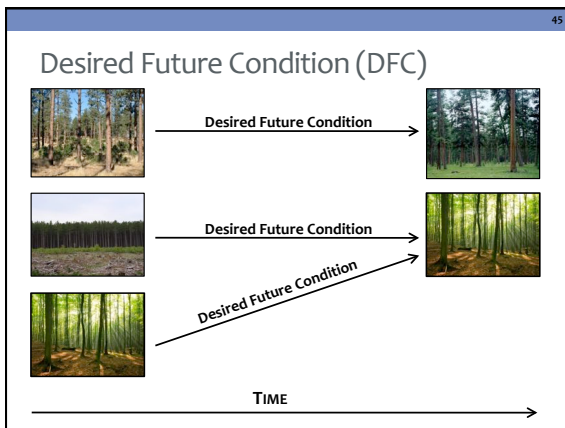 45
Desired Future Condition (DFC)
Desired Future Condition
Desired Future Condition
Desired Future Condition
TIME